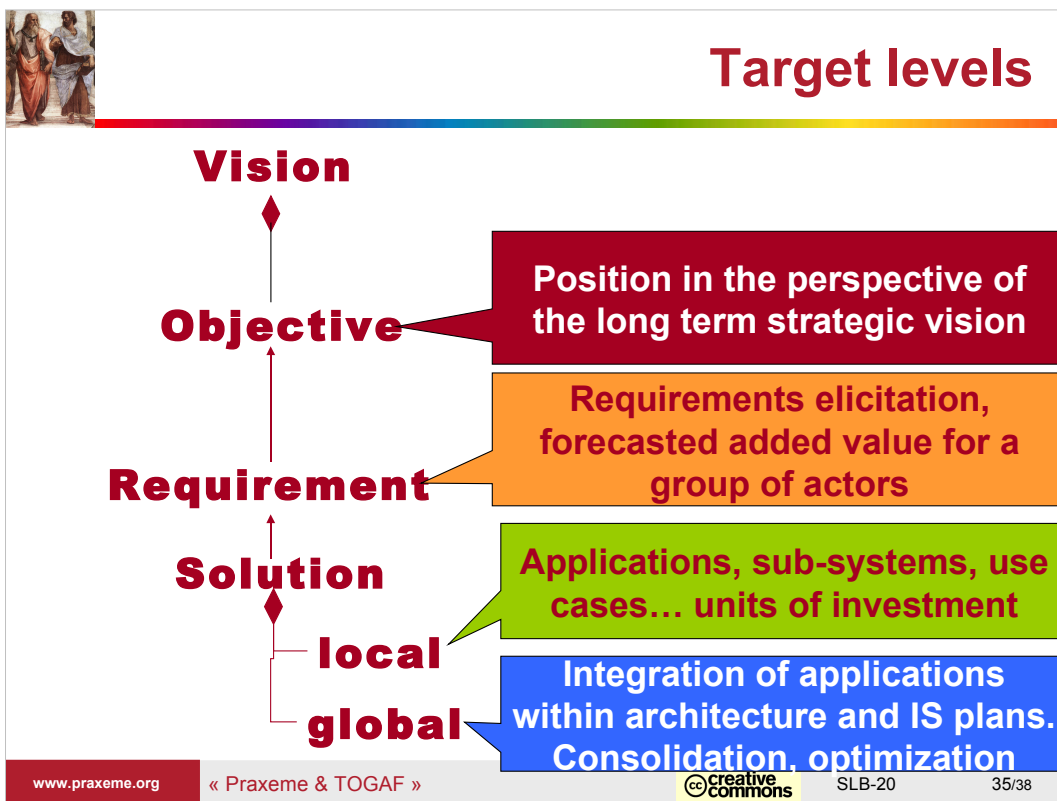 Target levels
Vision
Objective
Position in the perspective of
the long term strategic vision
Requirement
Requirements elicitation,
forecasted added value for a
group of actors
Solution
local
Applications, sub-systems, use
cases… units of investment
global
Integration of applications
within architecture and IS plans.
Consolidation, optimization
www.praxeme.org
« Praxeme & TOGAF »
cc creative
commons
SLB-20
35/38